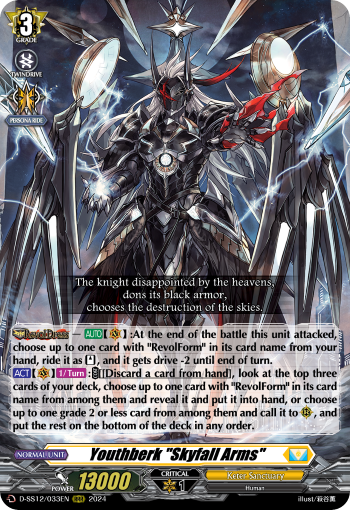 3
GRADE
TWINDRIVE
PERSONA RIDE
The knight disappointed by the heavens,
dons its black armor,
chooses the destruction of the skies.
RevolDress — AUTO【】:At the end of the battle this unit attacked,
choose up to one card with "RevolForm" in its card name from your
hand, ride it as [], and it gets drive -2 until end of turn.
ACT【】1/Turn:[Discard a card from hand], look at the top three
cards of your deck, choose up to one card with "RevolForm" in its card
name from among and reveal it and put it into hand, or choose
up to one grade 2 or less card from among them and call it to , and
put the rest on the bottom of the deck in any order.
NORMAL UNIT
Youthberk "Skyfall Arms"
POWER 13000
CRITICAL
1
Keter Sanctuary
Human
D-SS12/033EN RRR 2024
illust/萩谷薫